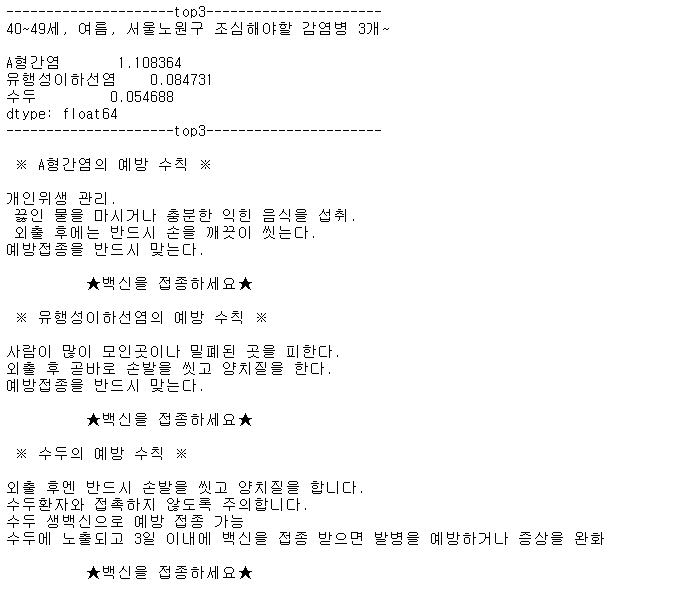 ---------------------top3----------------------
40~49세, 여름, 서울노원구 조심해야할 감염병 3개~
A형간염 1.108364
유행성이하선염 0.084731
수두 0.054688
dtype: float64
---------------------top3----------------------
※ A형간염의 예방 수칙 ※
개인위생 관리.
끓인 물을 마시거나 충분한 익힌 음식을 섭취.
외출 후에는 반드시 손을 깨끗이 씻는다.
예방접종을 반드시 맞는다.
★백신을 접종하세요★
※ 유행성이하선염의 예방 수칙 ※
사람이 많이 모인곳이나 밀폐된 곳을 피한다.
외출 후 곧바로 손발을 씻고 양치질을 한다.
예방접종을 반드시 맞는다.
★백신을 접종하세요★
※ 수두의 예방 수칙 ※
외출 후엔 반드시 손발을 씻고 양치질을 합니다.
수두환자와 접촉하지 않도록 주의합니다.
수두 생백신으로 예방 접종 가능
수두에 노출되고 3일 이내에 백신을 접종 받으면 발병을 예방하거나 증상을 완화
★백신을 접종하세요★